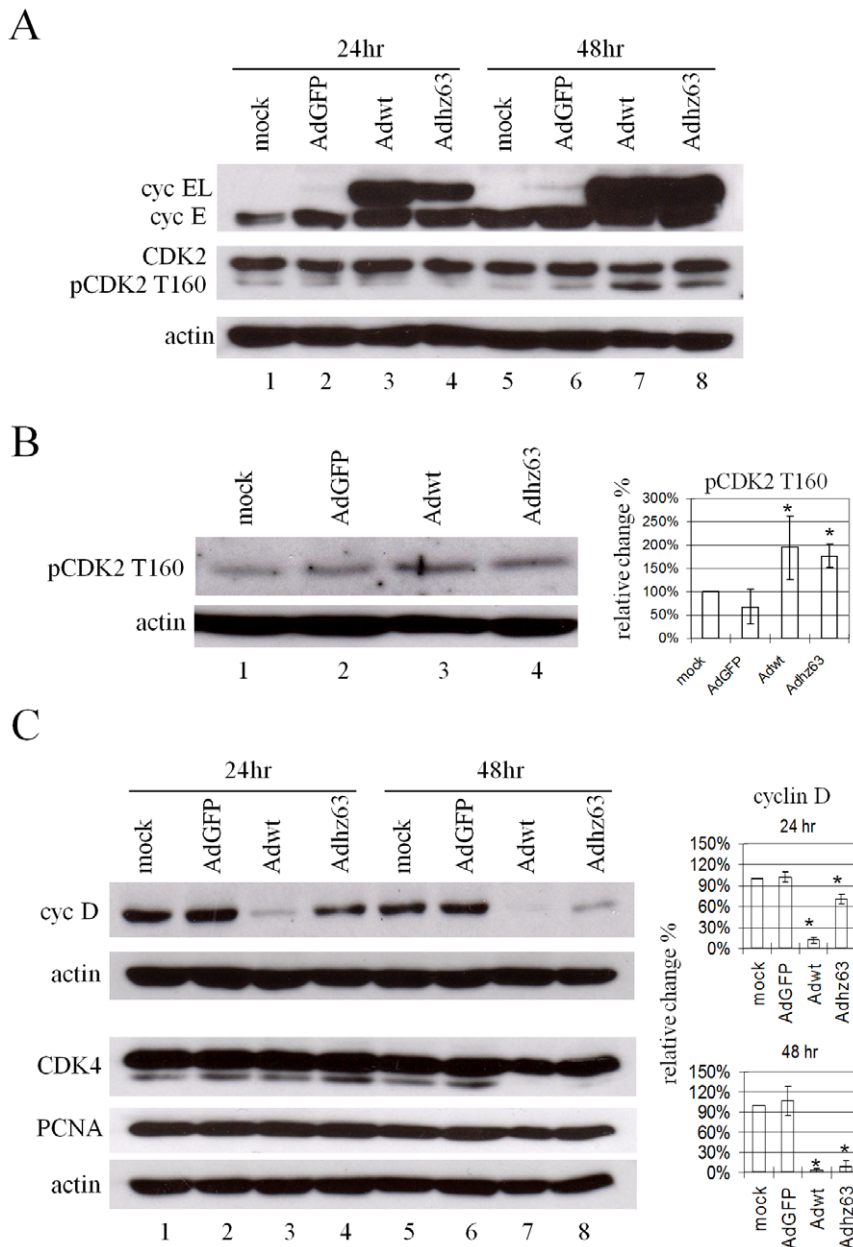 A
24hr 48hr
mock AdGFP Adwt Adhz63 mock AdGFP Adwt Adhz63
cyc EL
cyc E
CDK2
pCDK2 T160
actin
1 2 3 4 5 6 7 8
B
mock AdGFP Adwt Adhz63
pCDK2 T160
actin
1 2 3 4
pCDK2 T160
relative change %
300%
250%
200%
150%
100%
50%
0%
* *
mock AdGFP Adwt Adhz63
C
24hr 48hr
mock AdGFP Adwt Adhz63 mock AdGFP Adwt Adhz63
cyc D
actin
CDK4
PCNA
actin
1 2 3 4 5 6 7 8
cyclin D
relative change %
24 hr
150%
120%
90%
60%
30%
0%
* *
mock AdGFP Adwt Adhz63
48 hr
150%
120%
90%
60%
30%
0%
* *
mock AdGFP Adwt Adhz63